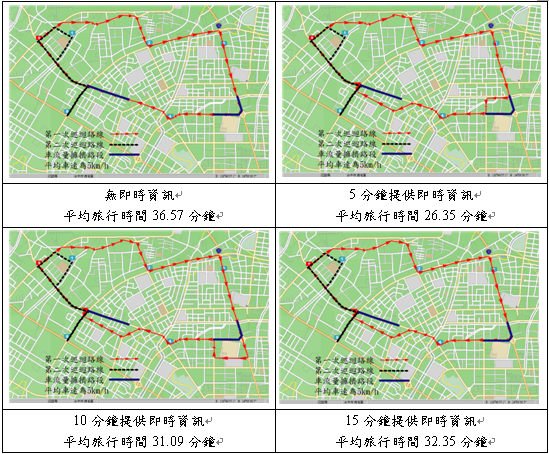 第一次巡迴路線
第二次巡迴路線
車流量擁擠路段
平均車速為5km/h
第一次巡迴路線
第二次巡迴路線
車流量擁擠路段
平均車速為5km/h
無即時資訊↵
平均旅行時間 36.57 分鐘↵
5 分鐘提供即時資訊↵
平均旅行時間 26.35 分鐘↵
第一次巡迴路線
第二次巡迴路線
車流量擁擠路段
平均車速為5km/h
第一次巡迴路線
第二次巡迴路線
車流量擁擠路段
平均車速為5km/h
10 分鐘提供即時資訊↵
平均旅行時間 31.09 分鐘↵
15 分鐘提供即時資訊↵
平均旅行時間 32.35 分鐘↵